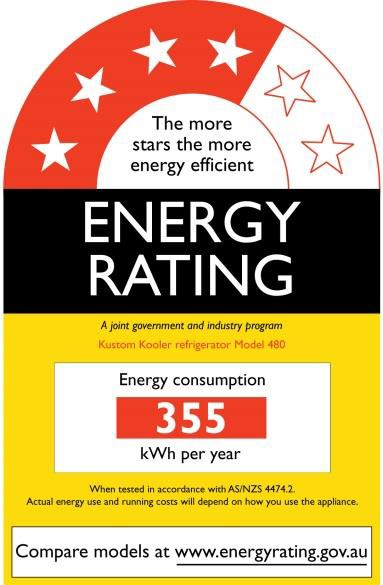 The more
stars the more
energy efficient
ENERGY
RATING
A joint government and industry program
Kustom Kooler refrigerator Model 480
Energy consumption
355
kWh per year
When tested in accordance with AS/NZS 4474.2.
Actual energy use and running costs will depend on how you use the appliance.
Compare models at www.energyrating.gov.au